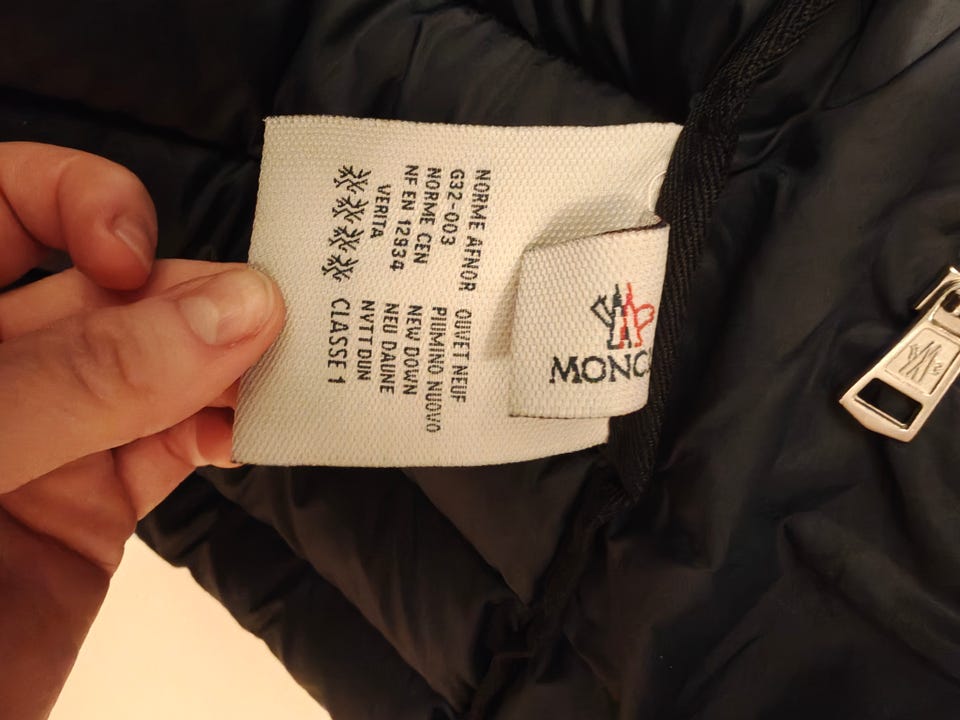 NORME AFNOR DUVET NEUF
G32-003 PIUMINO NUOVO
NORME CEN NEW DOWN
NF EN 12934 NEU DAUNE
VERITA NYTT DUN
CLASSE 1
MONC